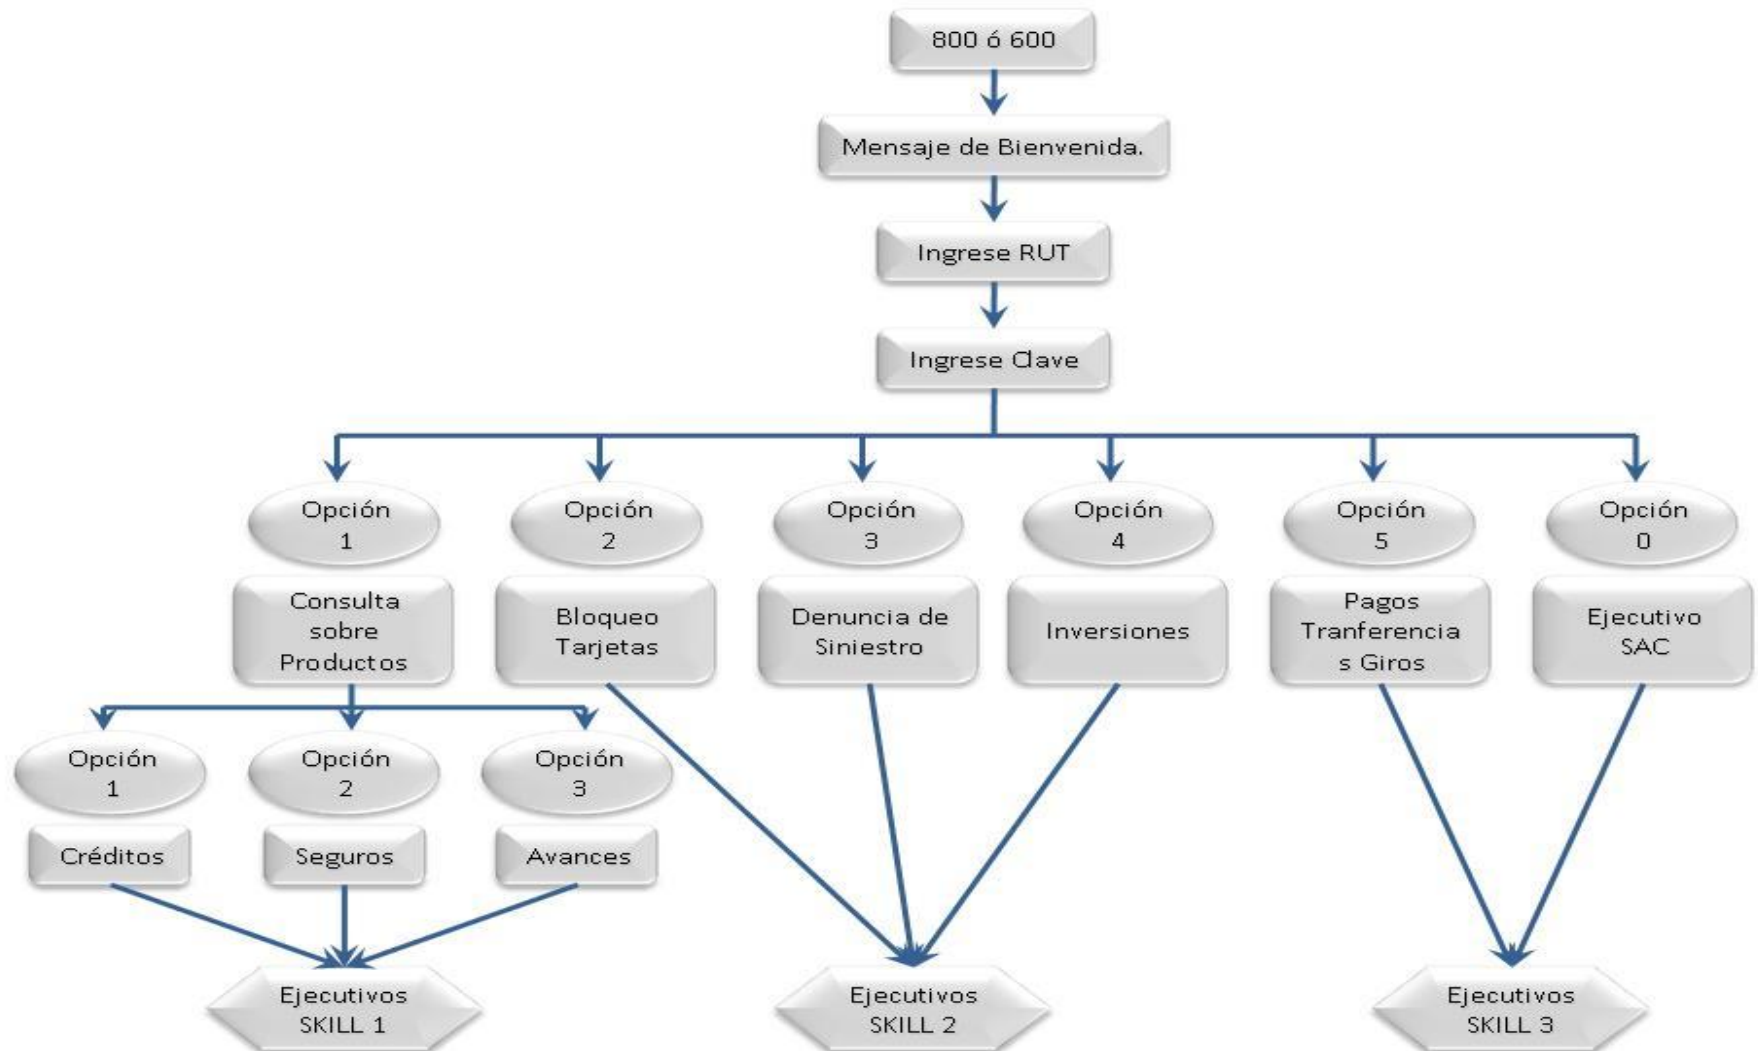 800 ó 600
Mensaje de Bienvenida.
Ingrese RUT
Ingrese Clave
Opción
1
Opción
2
Opción
3
Opción
4
Opción
5
Opción
0
Consulta
sobre
Productos
Bloqueo
Tarjetas
Denuncia de
Siniestro
Inversiones
Pagos
Tranferencia
s Giros
Ejecutivo
SAC
Opción
1
Opción
2
Opción
3
Créditos
Seguros
Avances
Ejecutivos
SKILL 1
Ejecutivos
SKILL 2
Ejecutivos
SKILL 3